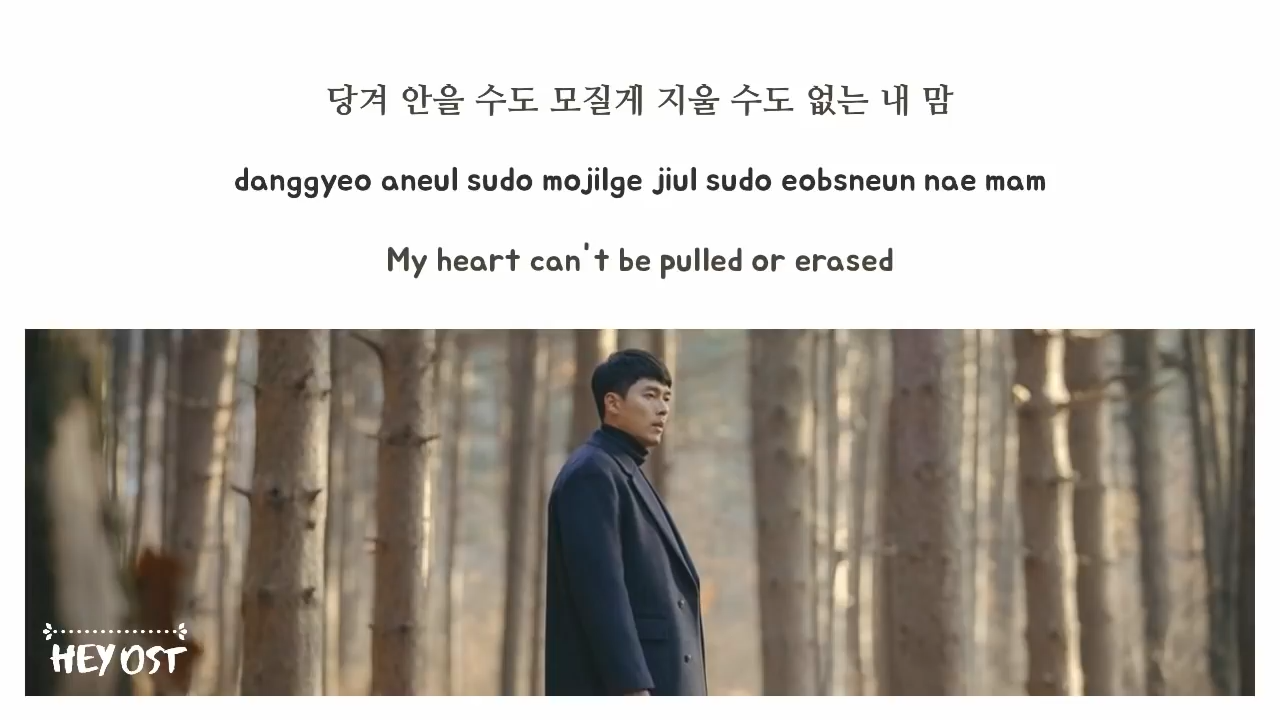 당겨 안을 수도 모질게 지울 수도 없는 내 맘
danggyeo aneul sudo mojilge jiul sudo eobsneun nae mam
My heart can't be pulled or erased
HEY OST